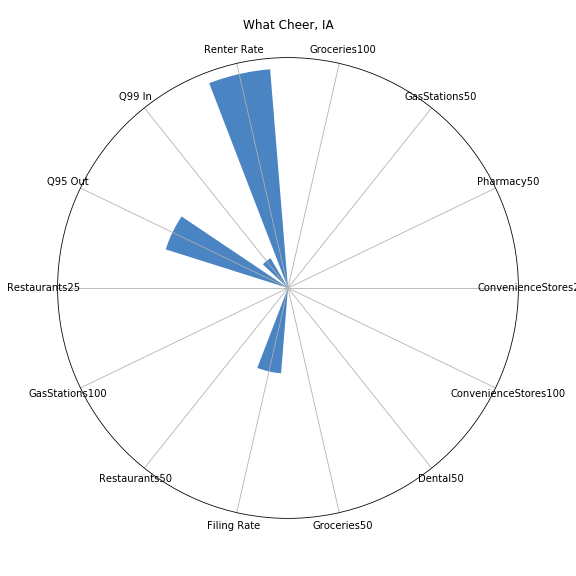 What Cheer, IA
Renter Rate
Groceries100
Q99 In
GasStations50
Q95 Out
Pharmacy50
Restaurants25
ConvenienceStores2
GasStations100
ConvenienceStores100
Restaurants50
Dental50
Filing Rate
Groceries50